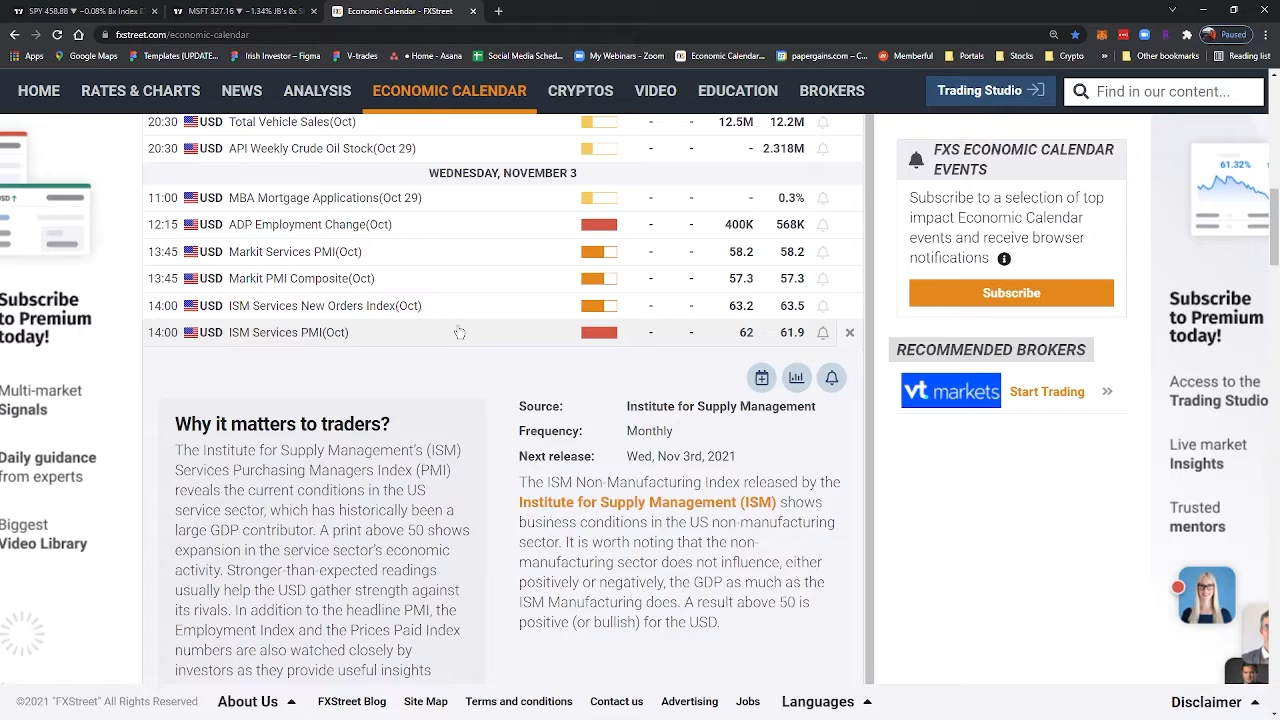 SPY 458.88 ▼ −0.08% 8x Index E
MSFT 327.16 ▼ −1.34% JB's 8x S
FXS Economic Calendar
fxstreet.com/economic-calendar
Paused
Apps
Google Maps
Templates (UPDATE...
Irish Investor – Figma
V-trades
• Home - Asana
Social Media Sched...
My Webinars - Zoom
Economic Calendar...
papergains.com – C...
Memberful
Portals
Stocks
Crypto
»
Other bookmarks
Reading list
HOME RATES & CHARTS NEWS ANALYSIS ECONOMIC CALENDAR CRYPTOS VIDEO EDUCATION BROKERS
Trading Studio
Find in our content...
20:30 USD Total Vehicle Sales(Oct) - - 12.5M 12.2M
20:30 USD API Weekly Crude Oil Stock(Oct 29) - - - 2.318M
WEDNESDAY, NOVEMBER 3
11:00 USD MBA Mortgage Applications(Oct 29) - - - 0.3%
12:15 USD ADP Employment Change(Oct) - - 400K 568K
13:45 USD Markit Services PMI(Oct) - - 58.2 58.2
13:45 USD Markit PMI Composite(Oct) - - 57.3 57.3
14:00 USD ISM Services New Orders Index(Oct) - - 63.2 63.5
14:00 USD ISM Services PMI(Oct) - - 62 61.9
Why it matters to traders?
The Institute for Supply Management's (ISM)
Services Purchasing Managers Index (PMI)
reveals the current conditions in the US
service sector, which has historically been a
large GDP contributor. A print above 50 shows
expansion in the service sector's economic
activity. Stronger-than-expected readings
usually help the USD gather strength against
its rivals. In addition to the headline PMI, the
Employment Index and the Prices Paid Index
numbers are also watched closely by
investors as they provide useful insights
Source: Institute for Supply Management
Frequency: Monthly
Next release: Wed, Nov 3rd, 2021
The ISM Non-Manufacturing Index released by the
Institute for Supply Management (ISM) shows
business conditions in the US non-manufacturing
sector. It is worth noting that the non-
manufacturing sector does not influence, either
positively or negatively, the GDP as much as the
ISM Manufacturing does. A result above 50 is
positive (or bullish) for the USD.
FXS ECONOMIC CALENDAR
EVENTS
Subscribe to a selection of top
impact Economic Calendar
events and receive browser
notifications
Subscribe
RECOMMENDED BROKERS
vt markets Start Trading
USD ↑
Subscribe
to Premium
today!
Multi-market
Signals
Daily guidance
from experts
Biggest
Video Library
61.32%
Subscribe
to Premium
today!
Access to the
Trading Studio
Live market
Insights
Trusted
mentors
©2021 "FXStreet" All Rights Reserved
About Us
FXStreet Blog
Site Map
Terms and conditions
Contact us
Advertising
Jobs
Languages
Disclaimer